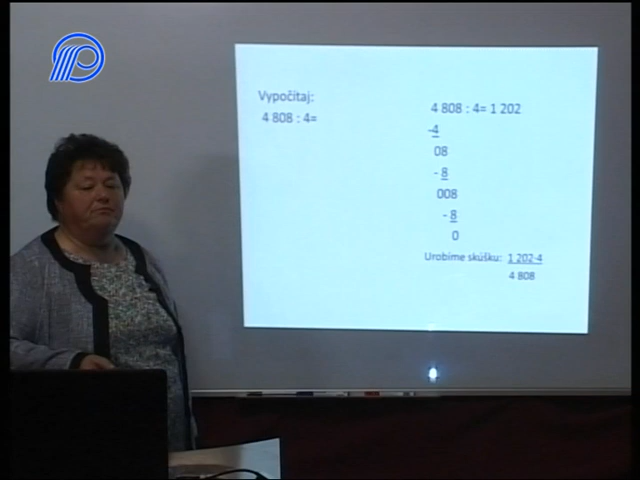 Vypočítaj:
4 808 : 4=
4 808 : 4= 1 202
-4
08
- 8
008
- 8
0
Urobíme skúšku: 1 202·4
4 808